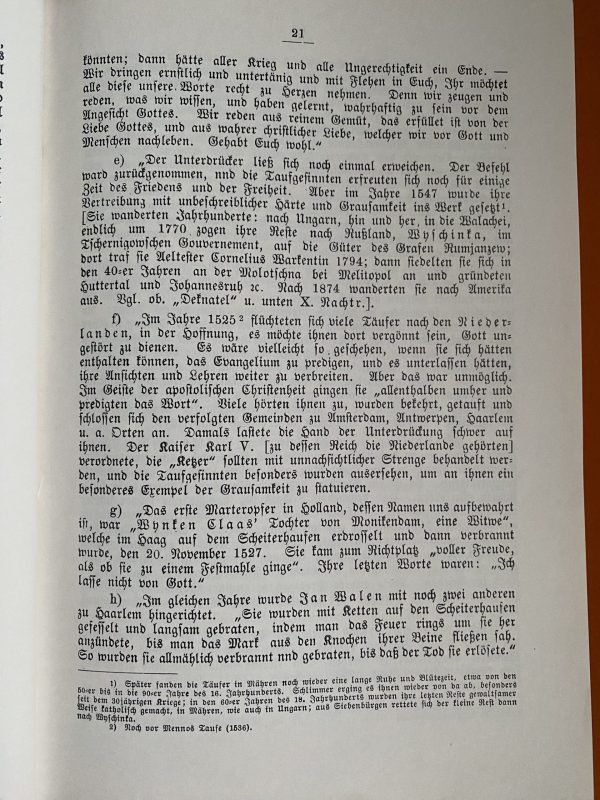 21
könnten; dann hätte aller Krieg und alle Ungerechtigkeit ein Ende. —
Wir dringen ernstlich und untertänig und mit Flehen in Euch, Ihr möchtet
alle diese unsere Worte recht zu Herzen nehmen. Denn wir zeugen und
reden, was wir wissen, und haben gelernt, wahrhaftig zu sein vor dem
Angesicht Gottes. Wir reden aus reinem Gemüt, das erfüllet ist von der
Liebe Gottes, und aus wahrer christlicher Liebe, welcher wir vor Gott und
Menschen nachleben. Gehabt Euch wohl.“
e) „Der Unterdrücker ließ sich noch einmal erweichen. Der Befehl
ward zurückgenommen, nnd die Taufgesinnten erfreuten sich noch für einige
Zeit des Friedens und der Freiheit. Aber im Jahre 1547 wurde ihre
Vertreibung mit unbeschreiblicher Härte und Grausamkeit ins Werk gesetzt¹.
[Sie wanderten Jahrhunderte: nach Ungarn, hin und her, in die Walachei,
endlich um 1770 zogen ihre Reste nach Rußland, Wyschinka, im
Tschernigowschen Gouvernement, auf die Güter des Grafen Rumjanzew;
dort traf sie Aeltester Cornelius Warkentin 1794; dann siedelten sie sich in
den 40=er Jahren an der Molotschna bei Melitopol an und gründeten
Huttertal und Johannesruh ꝛc. Nach 1874 wanderten sie nach Amerika
aus. Vgl. ob. „Deknatel“ u. unten X. Nachtr.].
f) „Im Jahre 1525² flüchteten sich viele Täufer nach den Nieder=
landen, in der Hoffnung, es möchte ihnen dort vergönnt sein, Gott un=
gestört zu dienen. Es wäre vielleicht so geschehen, wenn sie sich hätten
enthalten können, das Evangelium zu predigen, und es unterlassen hätten,
ihre Ansichten und Lehren weiter zu verbreiten. Aber das war unmöglich.
Im Geiste der apostolischen Christenheit gingen sie „allenthalben umher und
predigten das Wort“. Viele hörten ihnen zu, wurden bekehrt, getauft und
schlossen sich den verfolgten Gemeinden zu Amsterdam, Antwerpen, Haarlem
u. a. Orten an. Damals lastete die Hand der Unterdrückung schwer auf
ihnen. Der Kaiser Karl V. [zu dessen Reich die Niederlande gehörten]
verordnete, die „Ketzer“ sollten mit unnachsichtlicher Strenge behandelt wer=
den, und die Taufgesinnten besonders wurden ausersehen, um an ihnen ein
besonderes Exempel der Grausamkeit zu statuieren.
g) „Das erste Marteropfer in Holland, dessen Namen uns aufbewahrt
ist, war „Wynken Claas' Tochter von Monikendam, eine Witwe“,
welche im Haag auf dem Scheiterhaufen erdrosselt und dann verbrannt
wurde, den 20. November 1527. Sie kam zum Richtplatz „voller Freude,
als ob sie zu einem Festmahle ginge“. Ihre letzten Worte waren: „Ich
lasse nicht von Gott.“
h) „Im gleichen Jahre wurde Jan Walen mit noch zwei anderen
zu Haarlem hingerichtet. „Sie wurden mit Ketten auf den Scheiterhaufen
gefesselt und langsam gebraten, indem man das Feuer rings um sie her
anzündete, bis man das Mark aus den Knochen ihrer Beine fließen sah.
So wurden sie allmählich verbrannt nnd gebraten, bis daß der Tod sie erlösete.“
1) Später fanden die Täufer in Mähren noch wieder eine lange Ruhe und Blütezeit, etwa von den
50=er bis in die 90=er Jahre des 16. Jahrhunderts. Schlimmer erging es ihnen wieder von da ab, besonders
seit dem 30jährigen Kriege; in den 60=er Jahren des 18. Jahrhunderts wurden ihre letzten Reste gewaltsamer
Weise katholisch gemacht, in Mähren, wie auch in Ungarn; aus Siebenbürgen rettete sich der kleine Rest dann
nach Wyschinka.
2) Noch vor Mennos Taufe (1536).